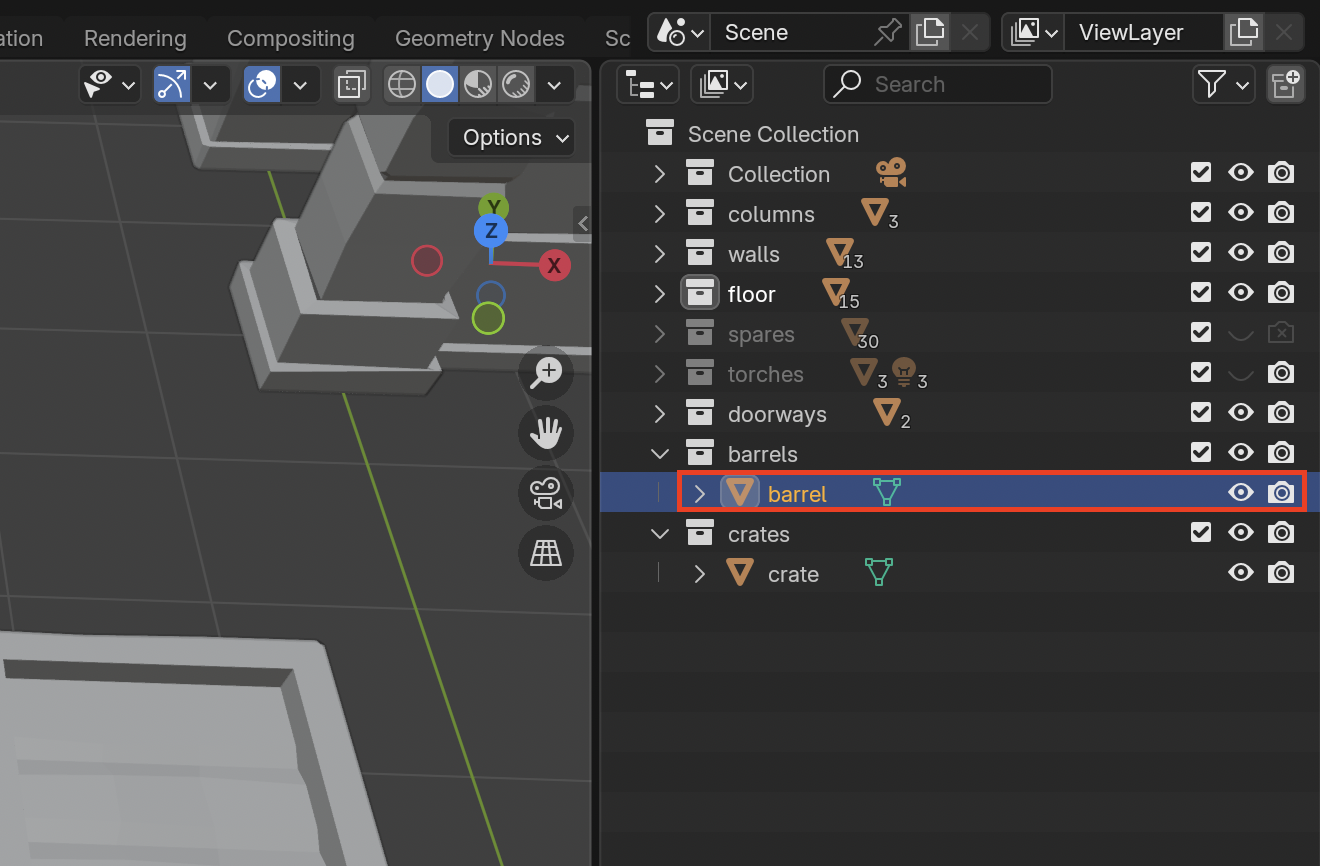 ation Rendering Compositing Geometry Nodes Sc Scene ViewLayer
Search
Options
Scene Collection
Collection
columns 3
walls 13
floor 15
spares 30
torches 3 3
doorways 2
barrels
barrel
crates
crate
Y
Z
X